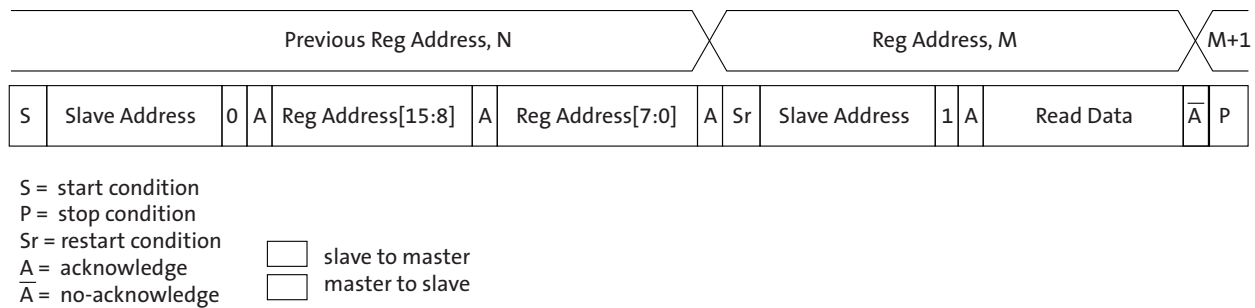 Previous Reg Address, N Reg Address, M M+1
S Slave Address 0 A Reg Address[15:8] A Reg Address[7:0] A Sr Slave Address 1 A Read Data A̅ P
S = start condition
P = stop condition
Sr = restart condition
A = acknowledge
A̅ = no-acknowledge
slave to master
master to slave